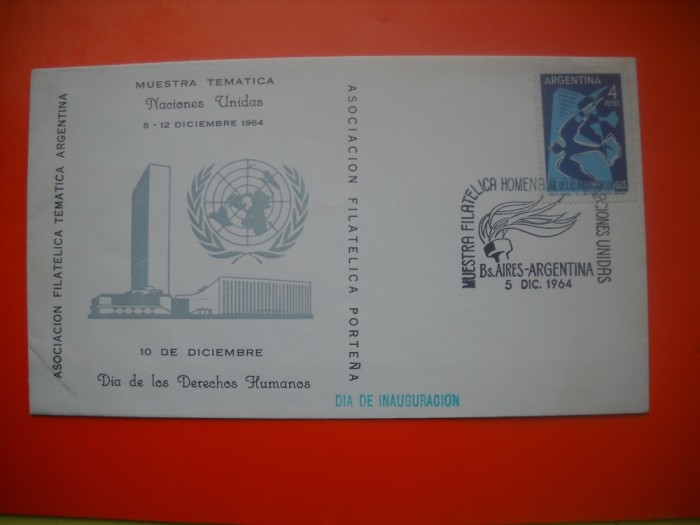 ASOCIACION FILATELICA TEMATICA ARGENTINA
MUESTRA TEMATICA
Naciones Unidas
5 - 12 DICIEMBRE 1964
10 DE DICIEMBRE
Dia de los Derechos Humanos
ASOCIACION FILATELICA PORTEÑA
DIA DE INAUGURACION
ARGENTINA
4
PESOS
MUESTRA FILATELICA HOMENA NACIONES UNIDAS
Bs.AIRES-ARGENTINA
5 DIC. 1964